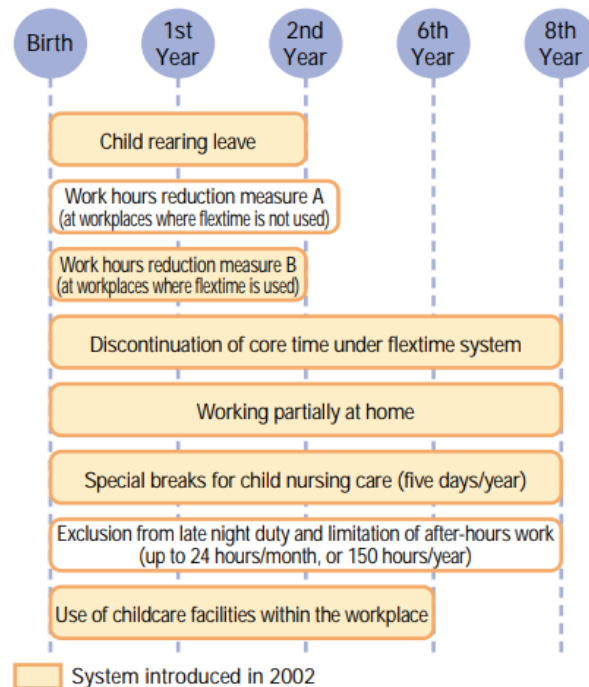 Birth
1st
Year
2nd
Year
6th
Year
8th
Year
Child rearing leave
Work hours reduction measure A
(at workplaces where flextime is not used)
Work hours reduction measure B
(at workplaces where flextime is used)
Discontinuation of core time under flextime system
Working partially at home
Special breaks for child nursing care (five days/year)
Exclusion from late night duty and limitation of after-hours work
(up to 24 hours/month, or 150 hours/year)
Use of childcare facilities within the workplace
System introduced in 2002